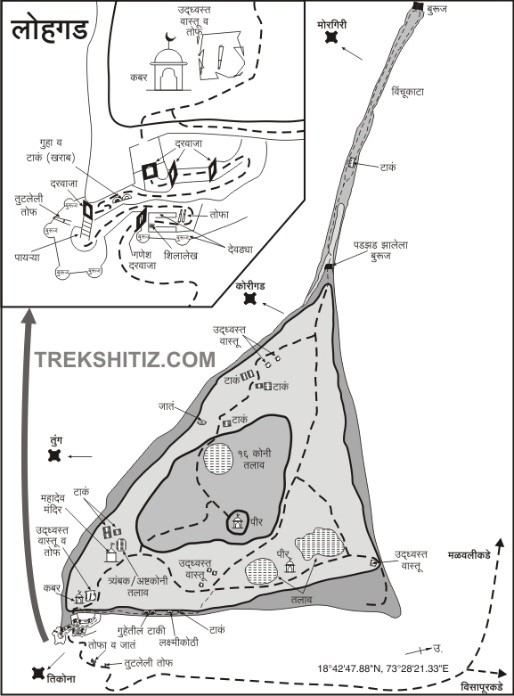 लोहगड
उद्ध्वस्त
वास्तू व
तोफ
कबर
गुहा व
टाकं (खराब)
दरवाजा
दरवाजा
तुटलेली
तोफ
बुरूज
बुरूज
बुरूज
बुरूज
बुरूज
बुरूज
पायऱ्या
गणेश
दरवाजा
शिलालेख
देवड्या
तोफा
मोरगिरी
बुरूज
विंचूकाटा
टाकं
पडझड झालेला
बुरूज
कोरीगड
TREKSHITIZ.COM
उद्ध्वस्त
वास्तू
टाकं
टाकं
जातं
टाकं
१६ कोनी
तलाव
तुंग
पीर
महादेव
मंदिर
टाकं
उद्ध्वस्त
वास्तू व
तोफ
त्र्यंबक/अष्टकोनी
तलाव
उद्ध्वस्त
वास्तू
पीर
तलाव
उद्ध्वस्त
वास्तू
मळवलीकडे
कबर
गुहेतील टाकी
लक्ष्मीकोठी
टाकं
तोफा व जातं
तुटलेली तोफ
तिकोना
उ.
18°42'47.88"N, 73°28'21.33"E
विसापूरकडे